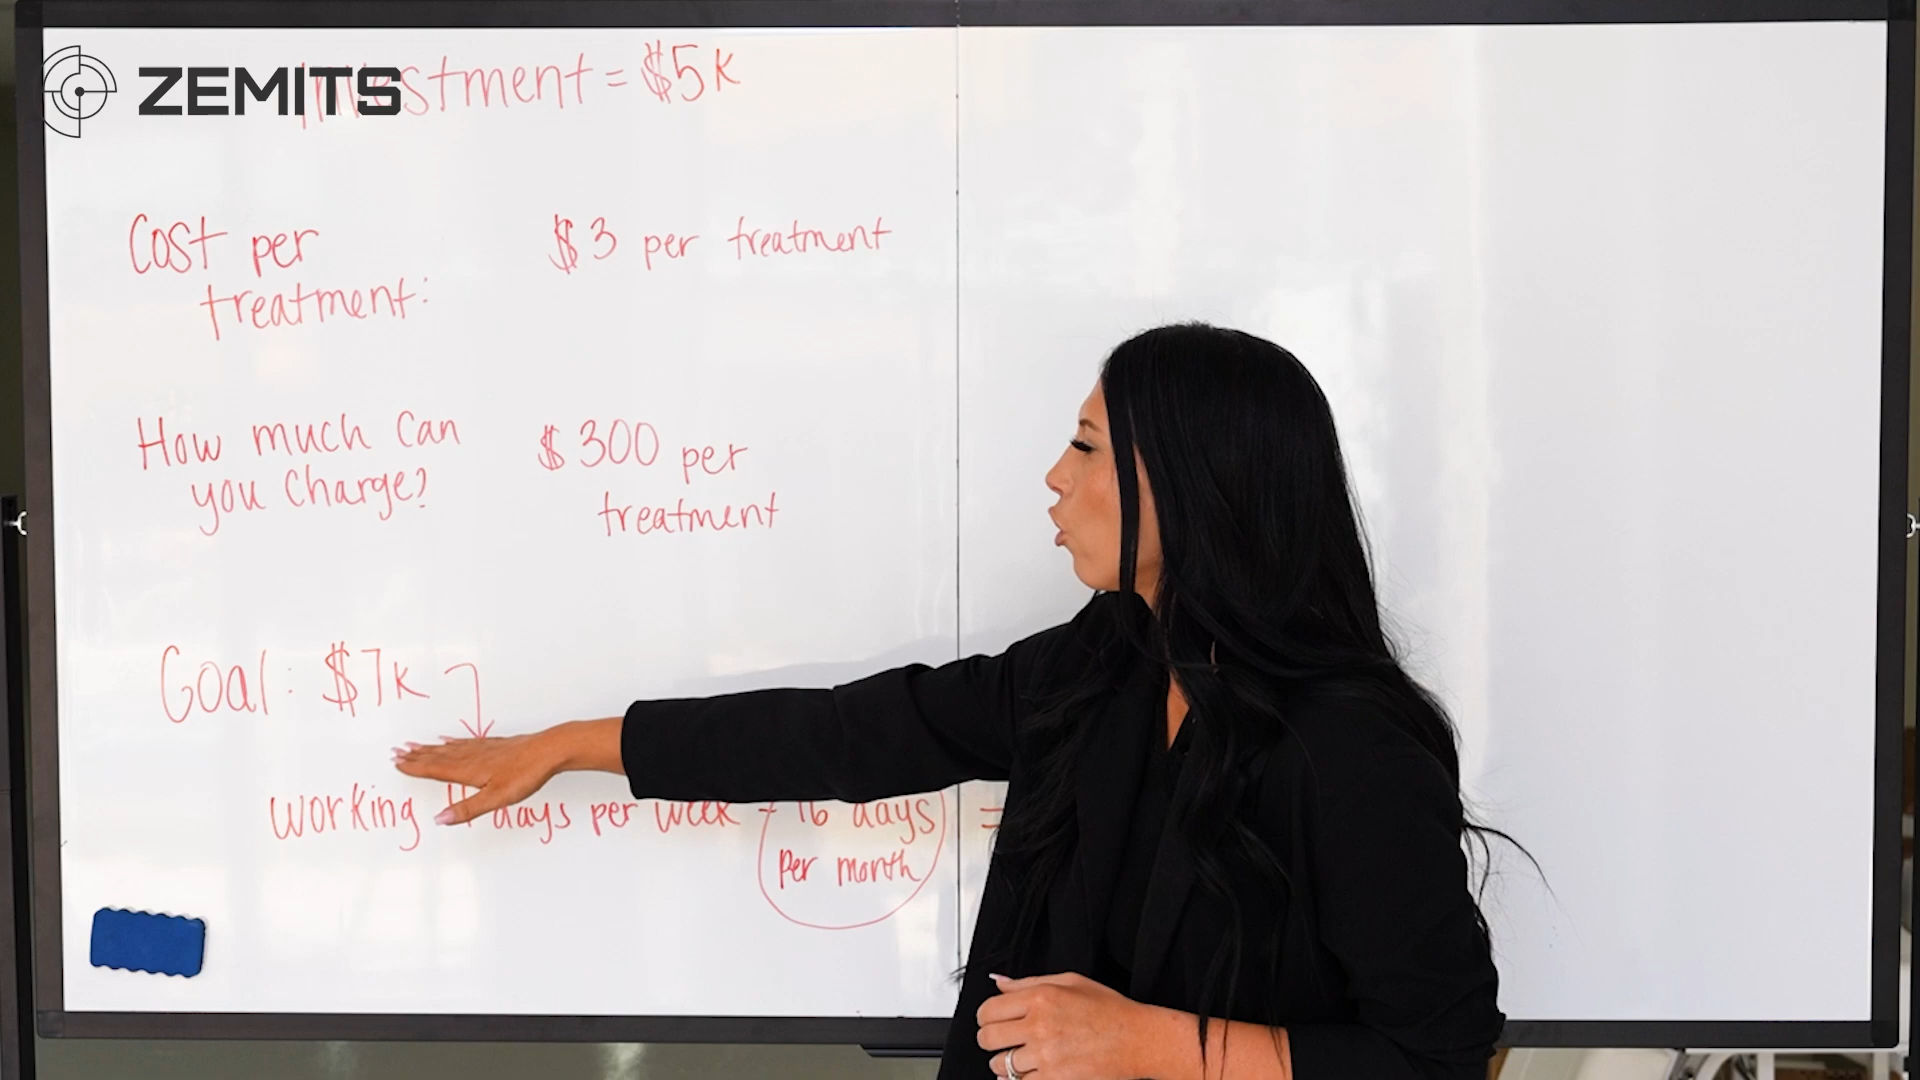 ZEMITS
Investment = $5K
Cost per
treatment:
$3 per treatment
How much can
you charge?
$300 per
treatment
Goal: $7K
working 4 days per week - 16 days =
per month